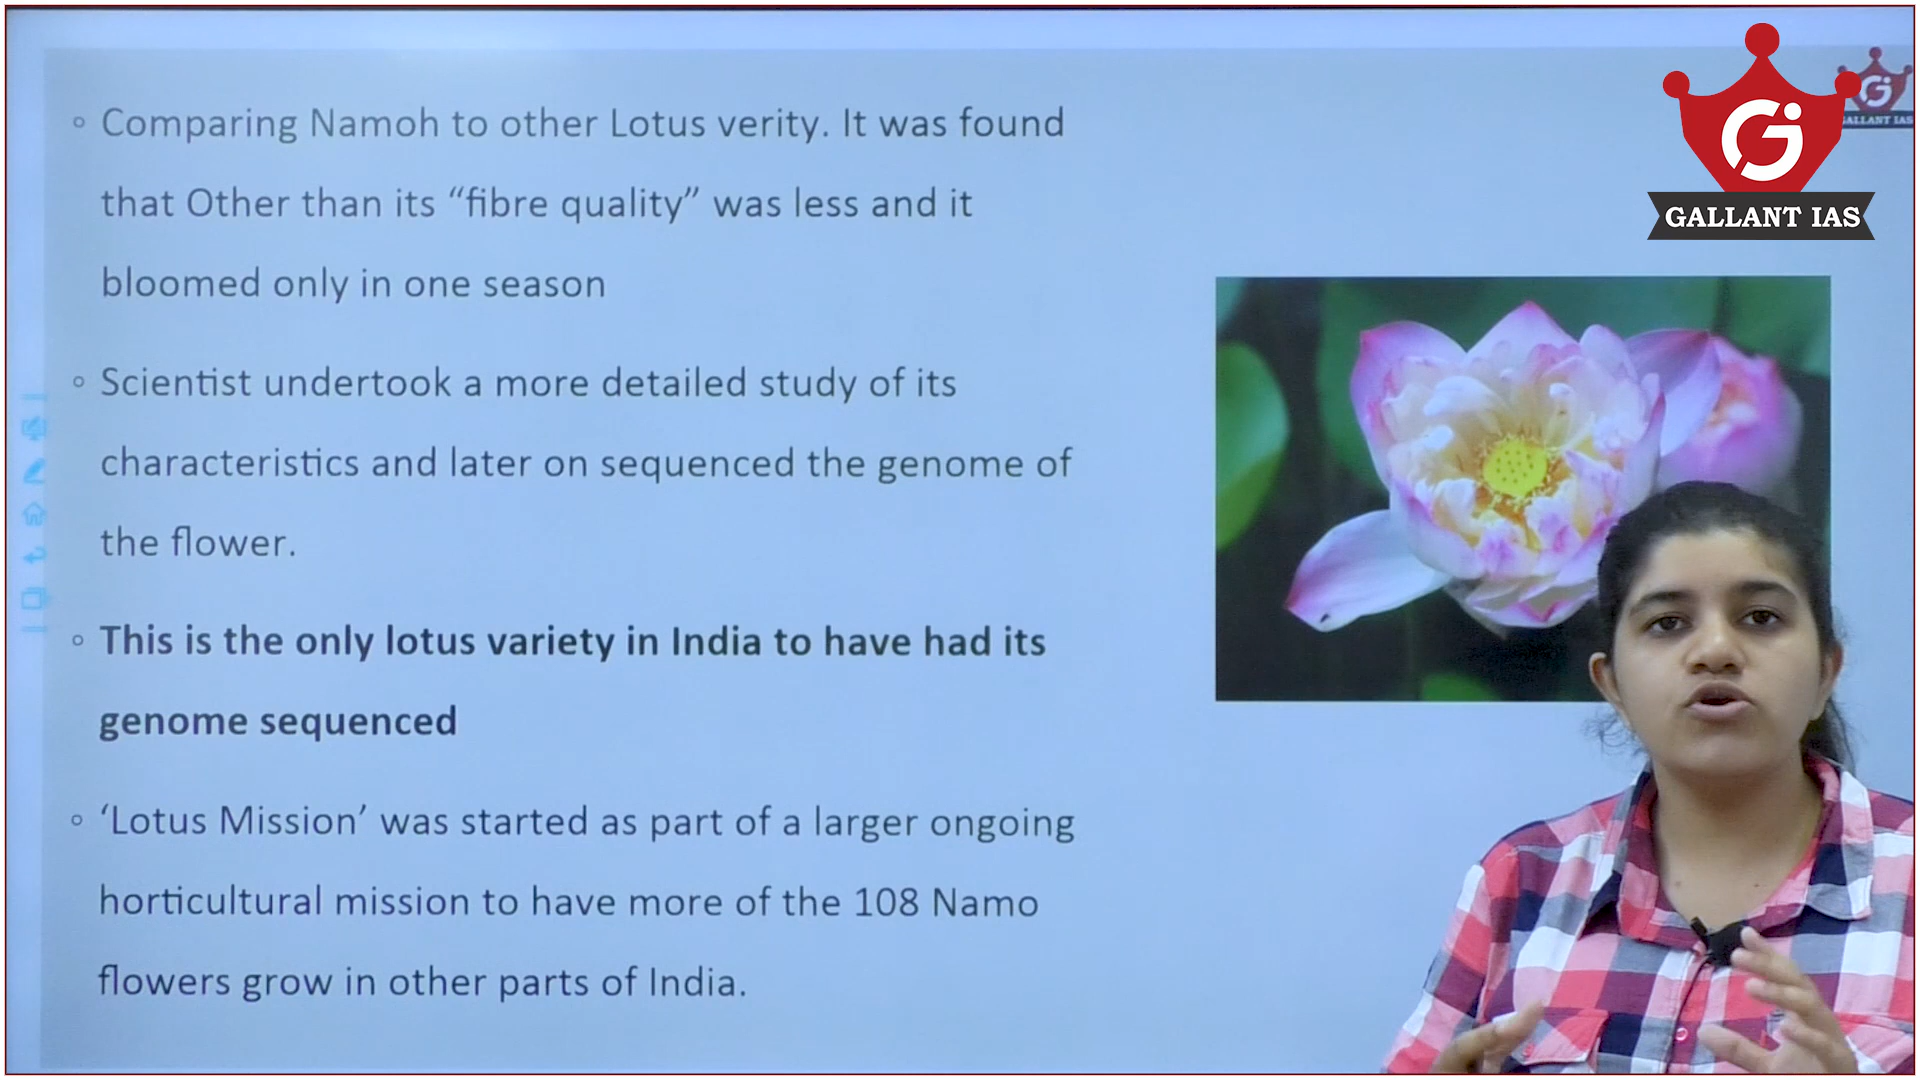 Comparing Namoh to other Lotus verity. It was found
that Other than its “fibre quality” was less and it
bloomed only in one season
Scientist undertook a more detailed study of its
characteristics and later on sequenced the genome of
the flower.
This is the only lotus variety in India to have had its
genome sequenced
‘Lotus Mission’ was started as part of a larger ongoing
horticultural mission to have more of the 108 Namo
flowers grow in other parts of India.
GALLANT IAS
GALLANT IAS